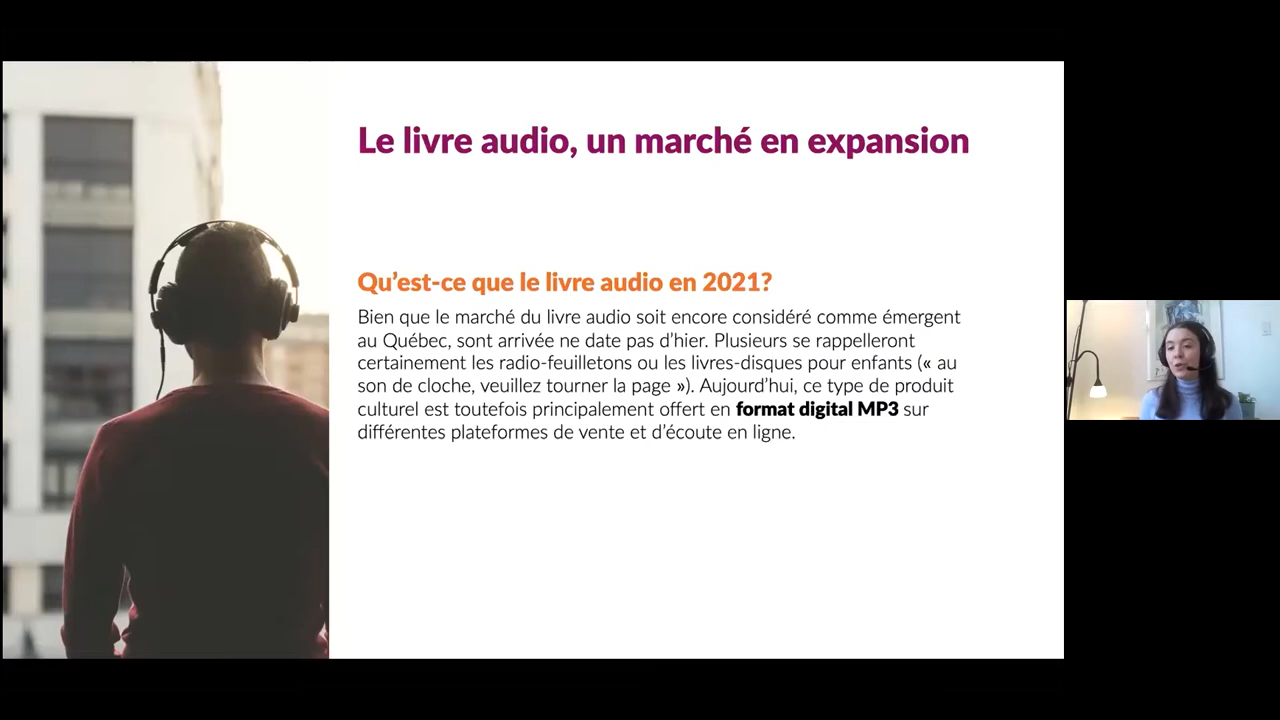 Le livre audio, un marché en expansion
Qu’est-ce que le livre audio en 2021?
Bien que le marché du livre audio soit encore considéré comme émergent
au Québec, sont arrivée ne date pas d’hier. Plusieurs se rappelleront
certainement les radio-feuilletons ou les livres-disques pour enfants (« au
son de cloche, veuillez tourner la page »). Aujourd’hui, ce type de produit
culturel est toutefois principalement offert en format digital MP3 sur
différentes plateformes de vente et d’écoute en ligne.